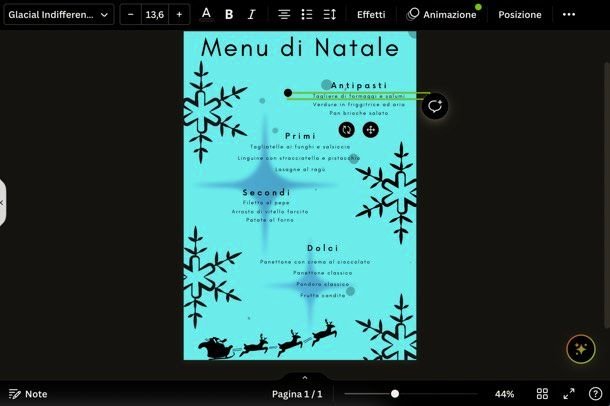 Glacial Indifferen...
− 13,6 +
A B I
Effetti
Animazione
Posizione
Menu di Natale
Antipasti
Tagliere di formaggi e salumi
Verdure in friggitrice ad aria
Pan brioche salato
Primi
Tagliatelle ai funghi e salsiccia
Linguine con stracciatella e pistacchio
Lasagne al ragù
Secondi
Filetto al pepe
Arrosto di vitello farcito
Patate al forno
Dolci
Panettone con crema al cioccolato
Panettone classico
Pandoro classico
Frutta candita
Note
Pagina 1 / 1
44%